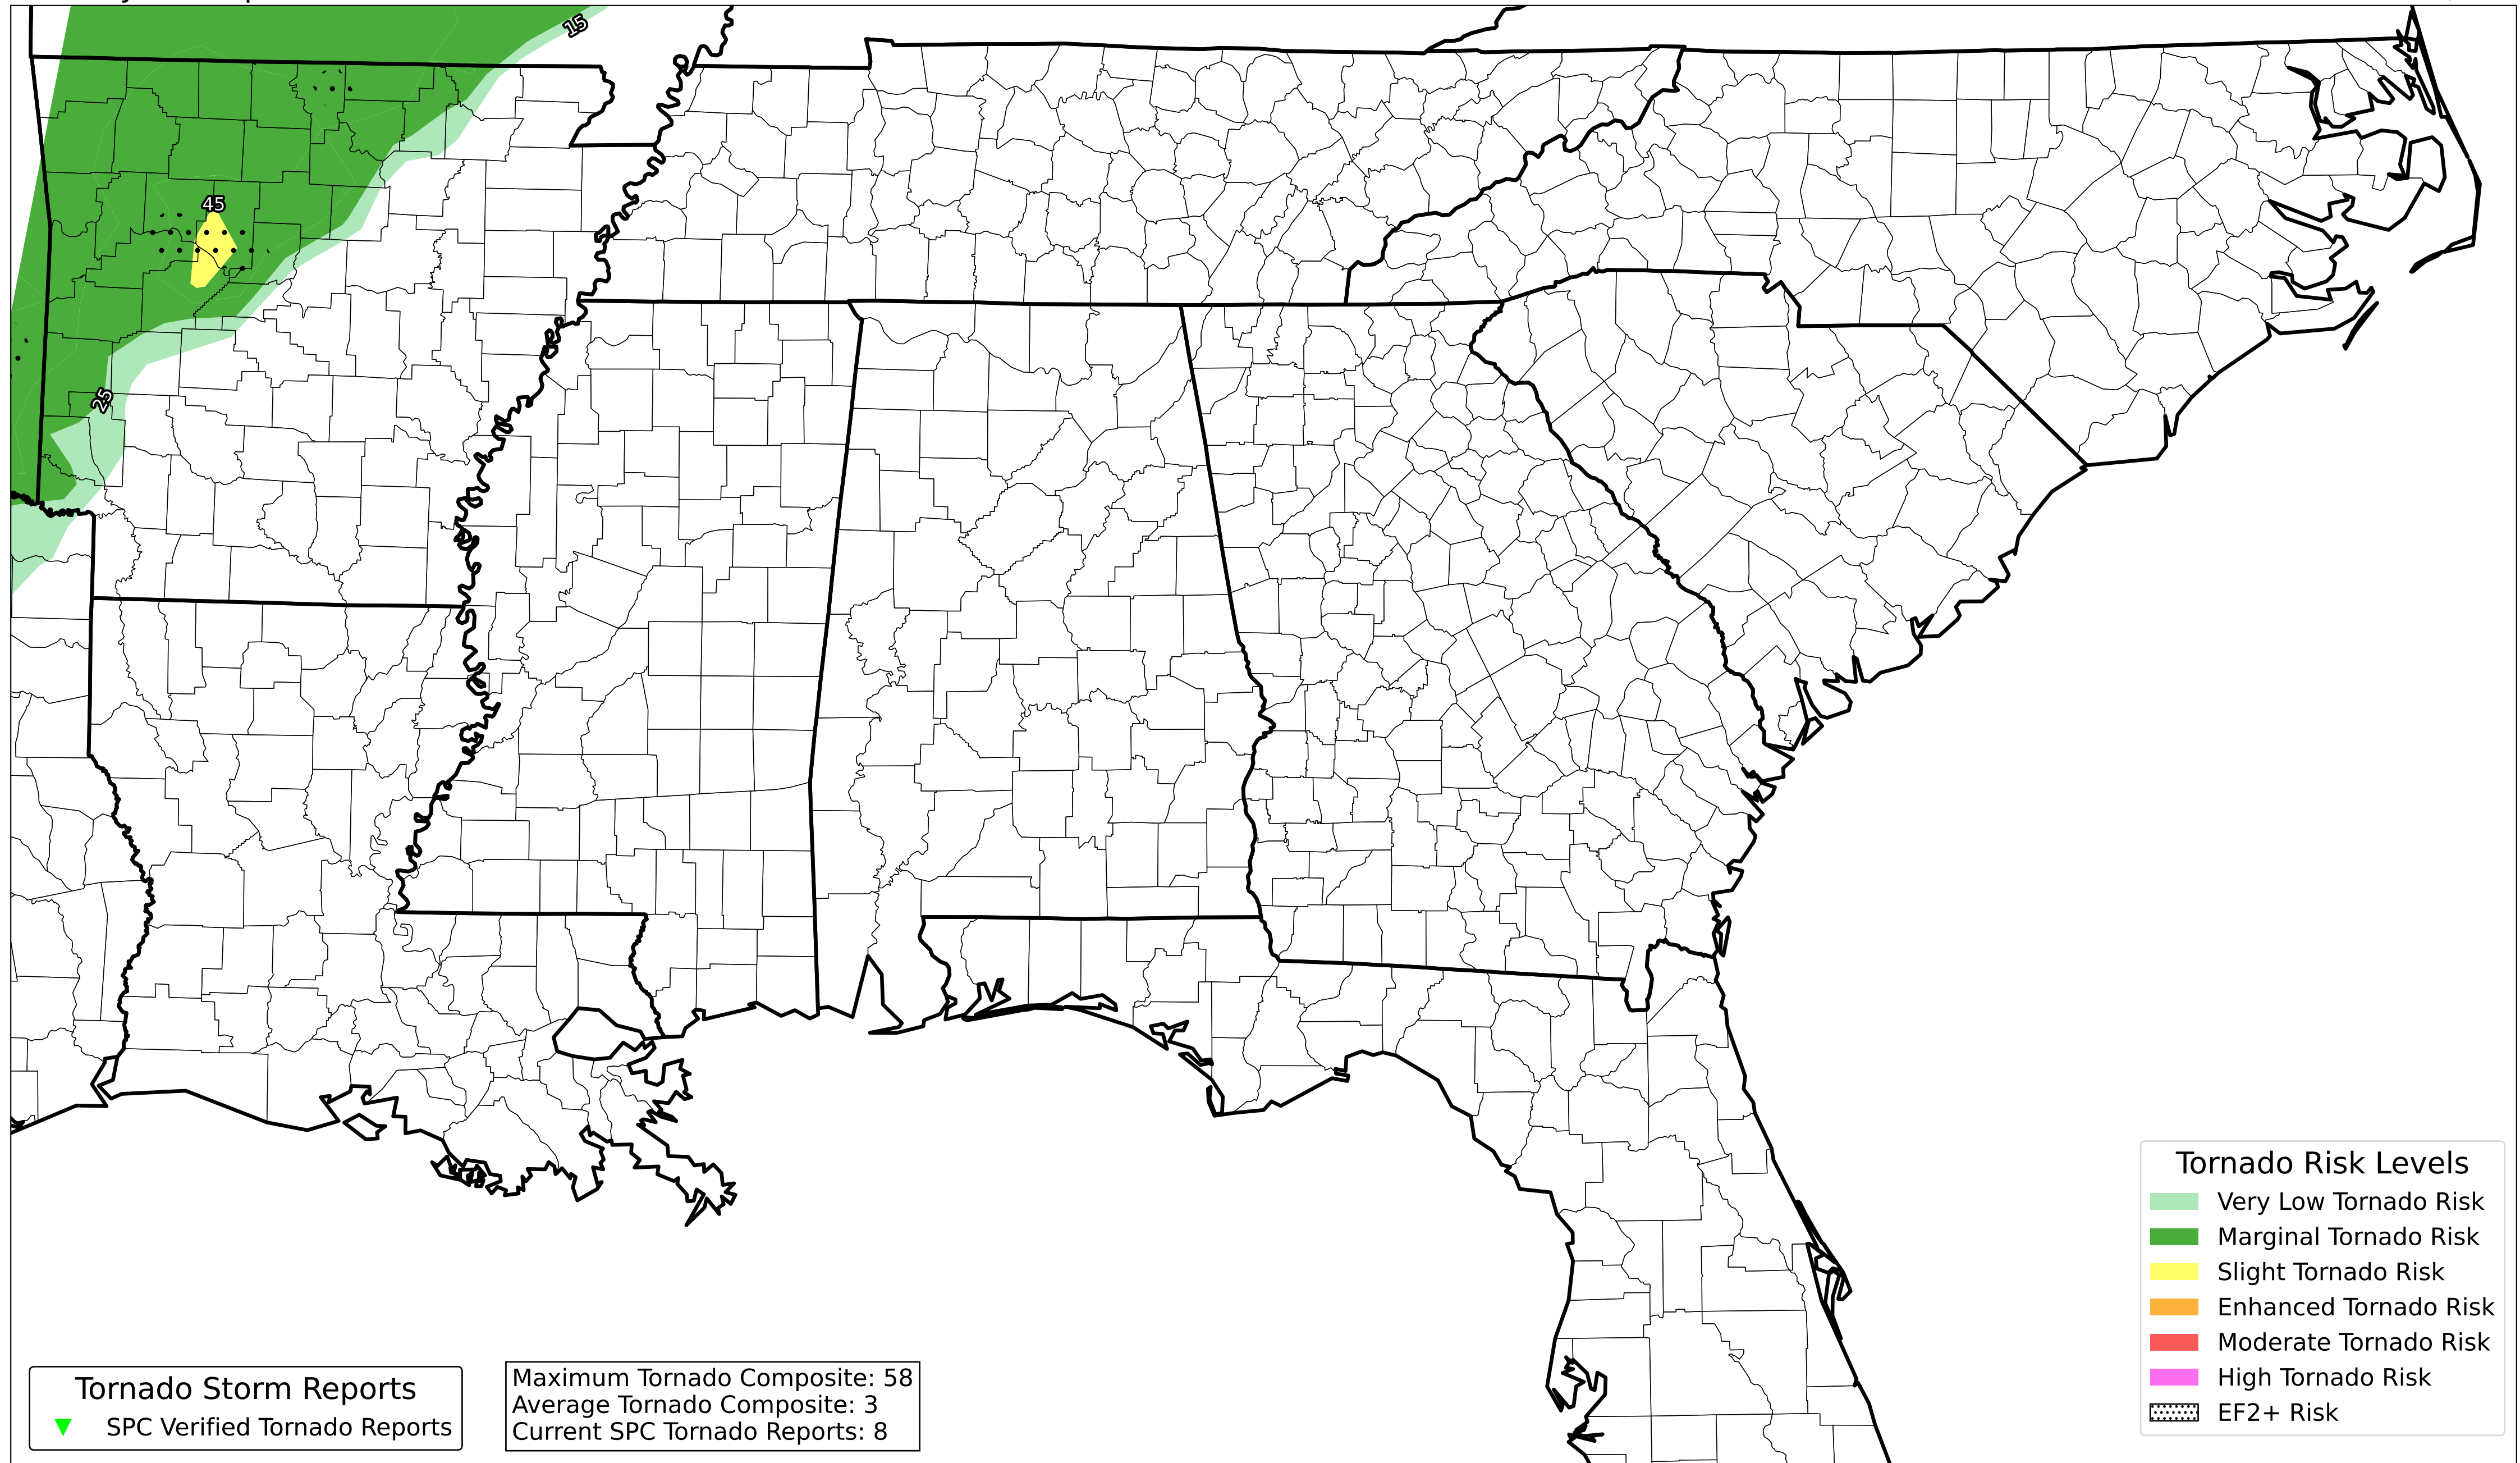 15
45
25
Tornado Risk Levels
Very Low Tornado Risk
Marginal Tornado Risk
Slight Tornado Risk
Enhanced Tornado Risk
Moderate Tornado Risk
High Tornado Risk
EF2+ Risk
Tornado Storm Reports
SPC Verified Tornado Reports
Maximum Tornado Composite: 58
Average Tornado Composite: 3
Current SPC Tornado Reports: 8